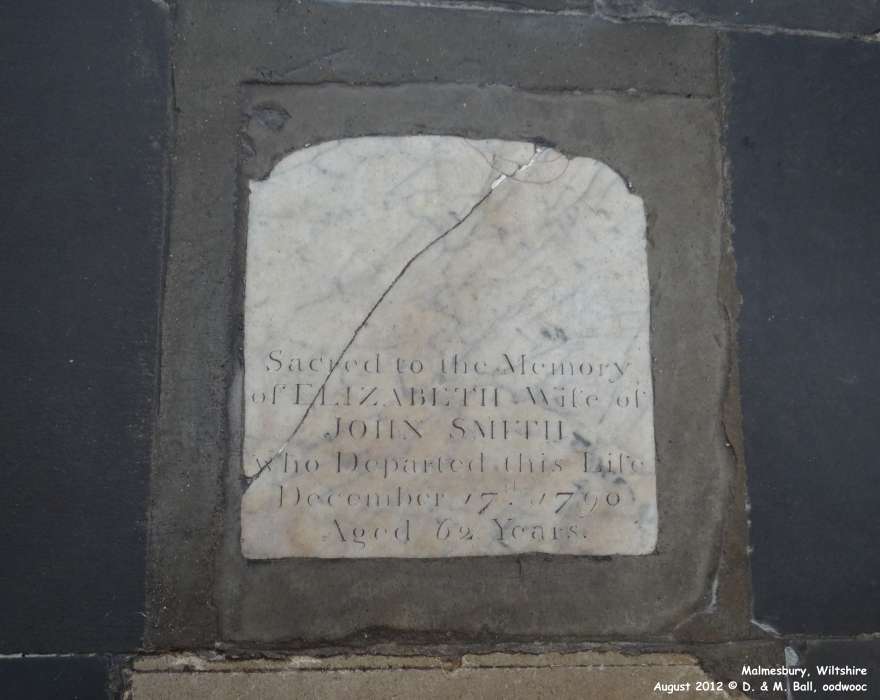 Sacred to the Memory
of ELIZABETH Wife of
JOHN SMITH
who Departed this Life
December 17th. 1790
Aged 62 Years.
Malmesbury, Wiltshire
August 2012 © D. & M. Ball, oodwooc